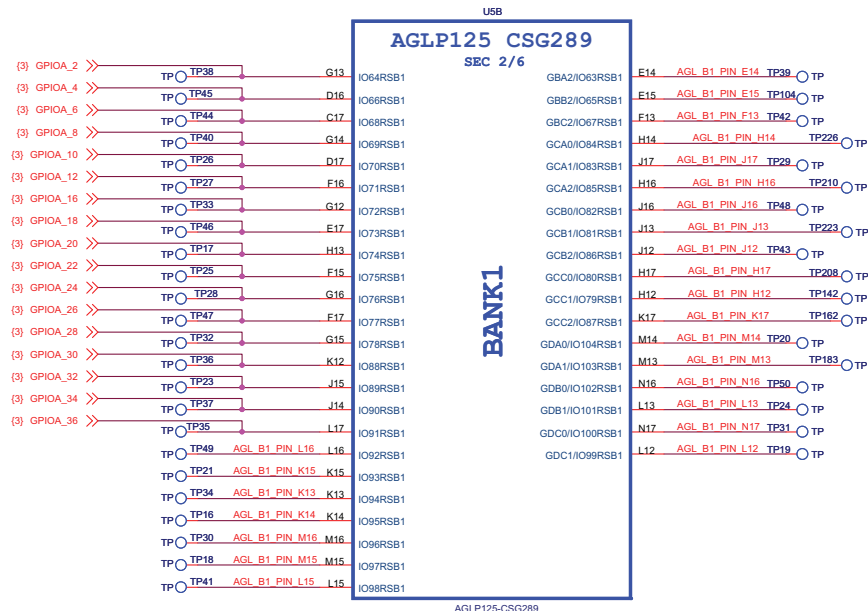 U5B
AGLP125 CSG289
SEC 2/6
BANK1
{3} GPIOA_2
TP TP38 G13 IO64RSB1
{3} GPIOA_4
TP TP45 D16 IO66RSB1
{3} GPIOA_6
TP TP44 C17 IO68RSB1
{3} GPIOA_8
TP TP40 G14 IO69RSB1
{3} GPIOA_10
TP TP26 D17 IO70RSB1
{3} GPIOA_12
TP TP27 F16 IO71RSB1
{3} GPIOA_16
TP TP33 G12 IO72RSB1
{3} GPIOA_18
TP TP46 E17 IO73RSB1
{3} GPIOA_20
TP TP17 H13 IO74RSB1
{3} GPIOA_22
TP TP25 F15 IO75RSB1
{3} GPIOA_24
TP TP28 G16 IO76RSB1
{3} GPIOA_26
TP TP47 F17 IO77RSB1
{3} GPIOA_28
TP TP32 G15 IO78RSB1
{3} GPIOA_30
TP TP36 K12 IO88RSB1
{3} GPIOA_32
TP TP23 J15 IO89RSB1
{3} GPIOA_34
TP TP37 J14 IO90RSB1
{3} GPIOA_36
TP TP35 L17 IO91RSB1
TP TP49 AGL_B1_PIN_L16 L16 IO92RSB1
TP TP21 AGL_B1_PIN_K15 K15 IO93RSB1
TP TP34 AGL_B1_PIN_K13 K13 IO94RSB1
TP TP16 AGL_B1_PIN_K14 K14 IO95RSB1
TP TP30 AGL_B1_PIN_M16 M16 IO96RSB1
TP TP18 AGL_B1_PIN_M15 M15 IO97RSB1
TP TP41 AGL_B1_PIN_L15 L15 IO98RSB1
GBA2/IO63RSB1 E14 AGL_B1_PIN_E14 TP39 TP
GBB2/IO65RSB1 E15 AGL_B1_PIN_E15 TP104 TP
GBC2/IO67RSB1 F13 AGL_B1_PIN_F13 TP42 TP
GCA0/IO84RSB1 H14 AGL_B1_PIN_H14 TP226 TP
GCA1/IO83RSB1 J17 AGL_B1_PIN_J17 TP29 TP
GCA2/IO85RSB1 H16 AGL_B1_PIN_H16 TP210 TP
GCB0/IO82RSB1 J16 AGL_B1_PIN_J16 TP48 TP
GCB1/IO81RSB1 J13 AGL_B1_PIN_J13 TP223 TP
GCB2/IO86RSB1 J12 AGL_B1_PIN_J12 TP43 TP
GCC0/IO80RSB1 H17 AGL_B1_PIN_H17 TP208 TP
GCC1/IO79RSB1 H12 AGL_B1_PIN_H12 TP142 TP
GCC2/IO87RSB1 K17 AGL_B1_PIN_K17 TP162 TP
GDA0/IO104RSB1 M14 AGL_B1_PIN_M14 TP20 TP
GDA1/IO103RSB1 M13 AGL_B1_PIN_M13 TP183 TP
GDB0/IO102RSB1 N16 AGL_B1_PIN_N16 TP50 TP
GDB1/IO101RSB1 L13 AGL_B1_PIN_L13 TP24 TP
GDC0/IO100RSB1 N17 AGL_B1_PIN_N17 TP31 TP
GDC1/IO99RSB1 L12 AGL_B1_PIN_L12 TP19 TP
AGLP125-CSG289